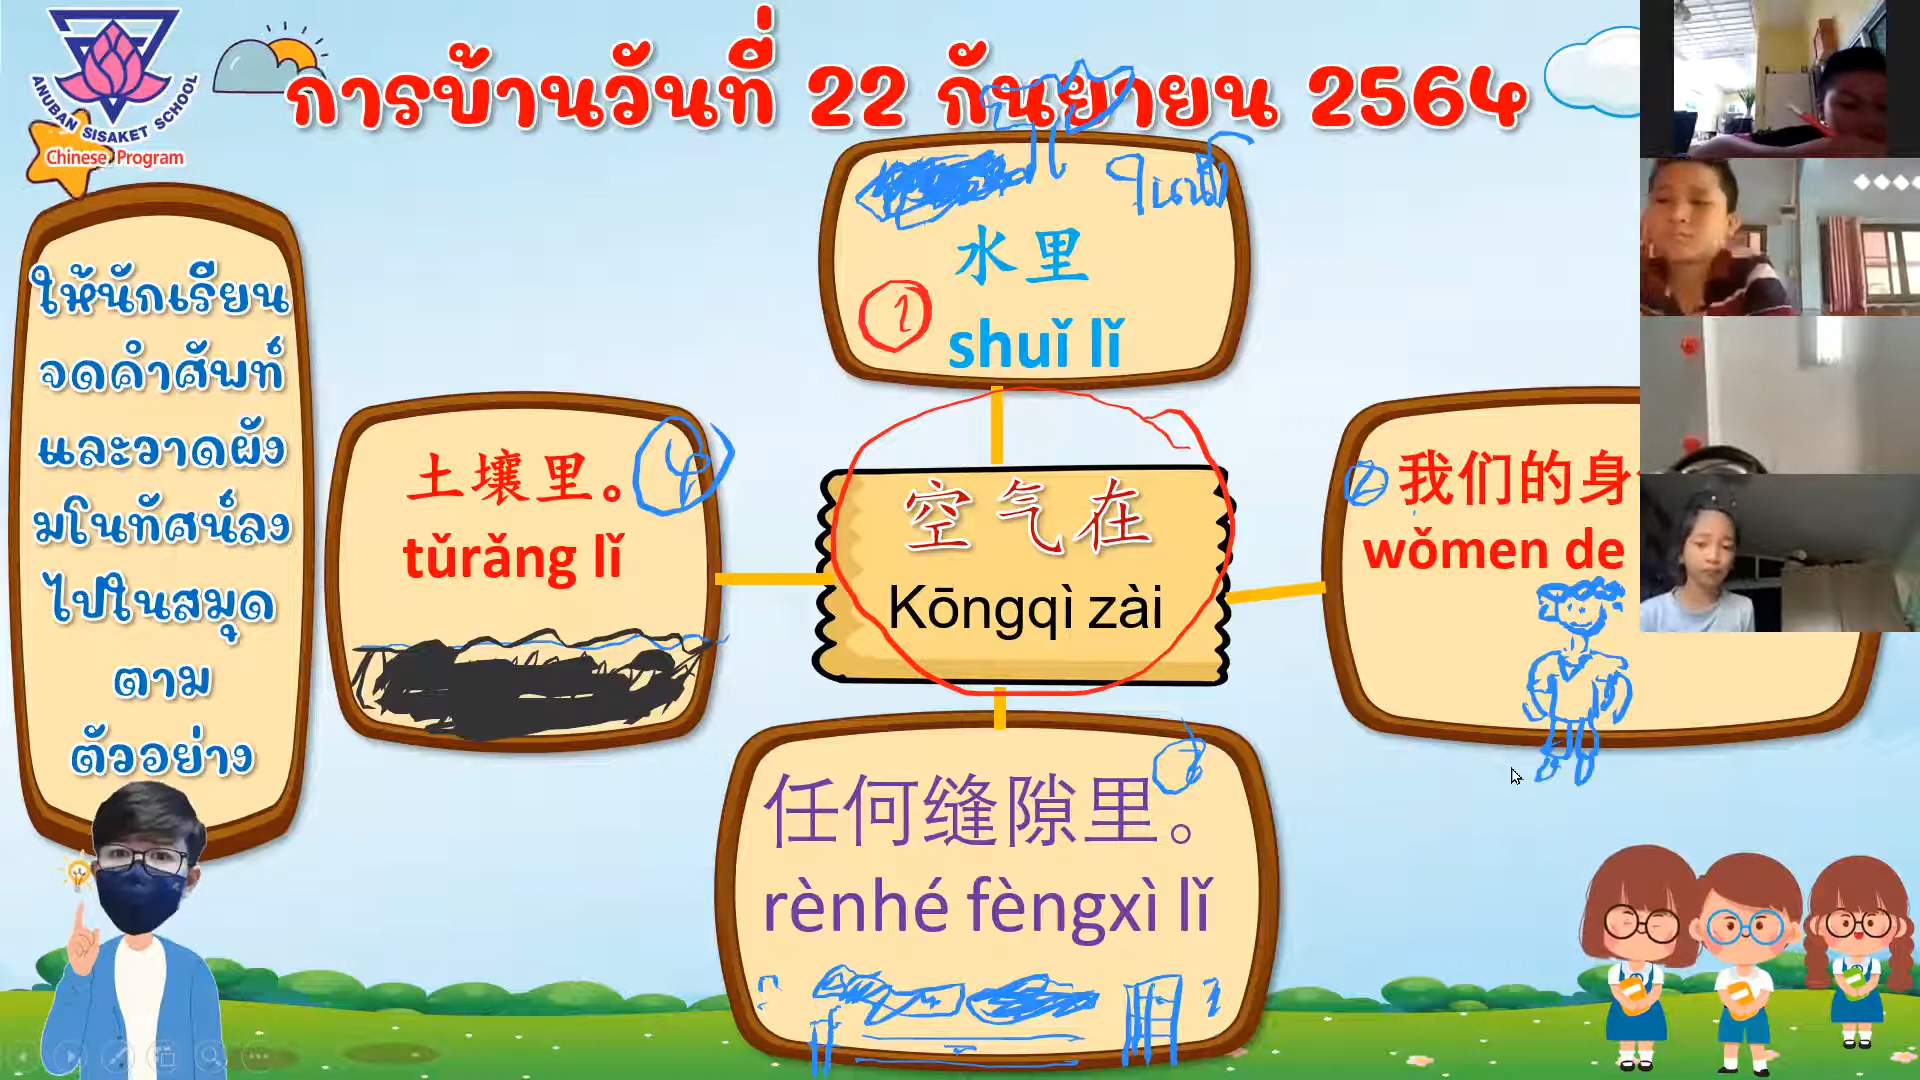 ANUBAN SISAKET SCHOOL
Chinese Program
การบ้านวันที่ 22 กันยายน 2564
ให้นักเรียน
จดคำศัพท์
และวาดผัง
มโนทัศน์ลง
ไปในสมุด
ตาม
ตัวอย่าง
水里
1
shuǐ lǐ
土壤里。
4
tǔrǎng lǐ
空气在
Kōngqì zài
2
我们的身
wǒmen de
任何缝隙里。
rènhé fèngxì lǐ